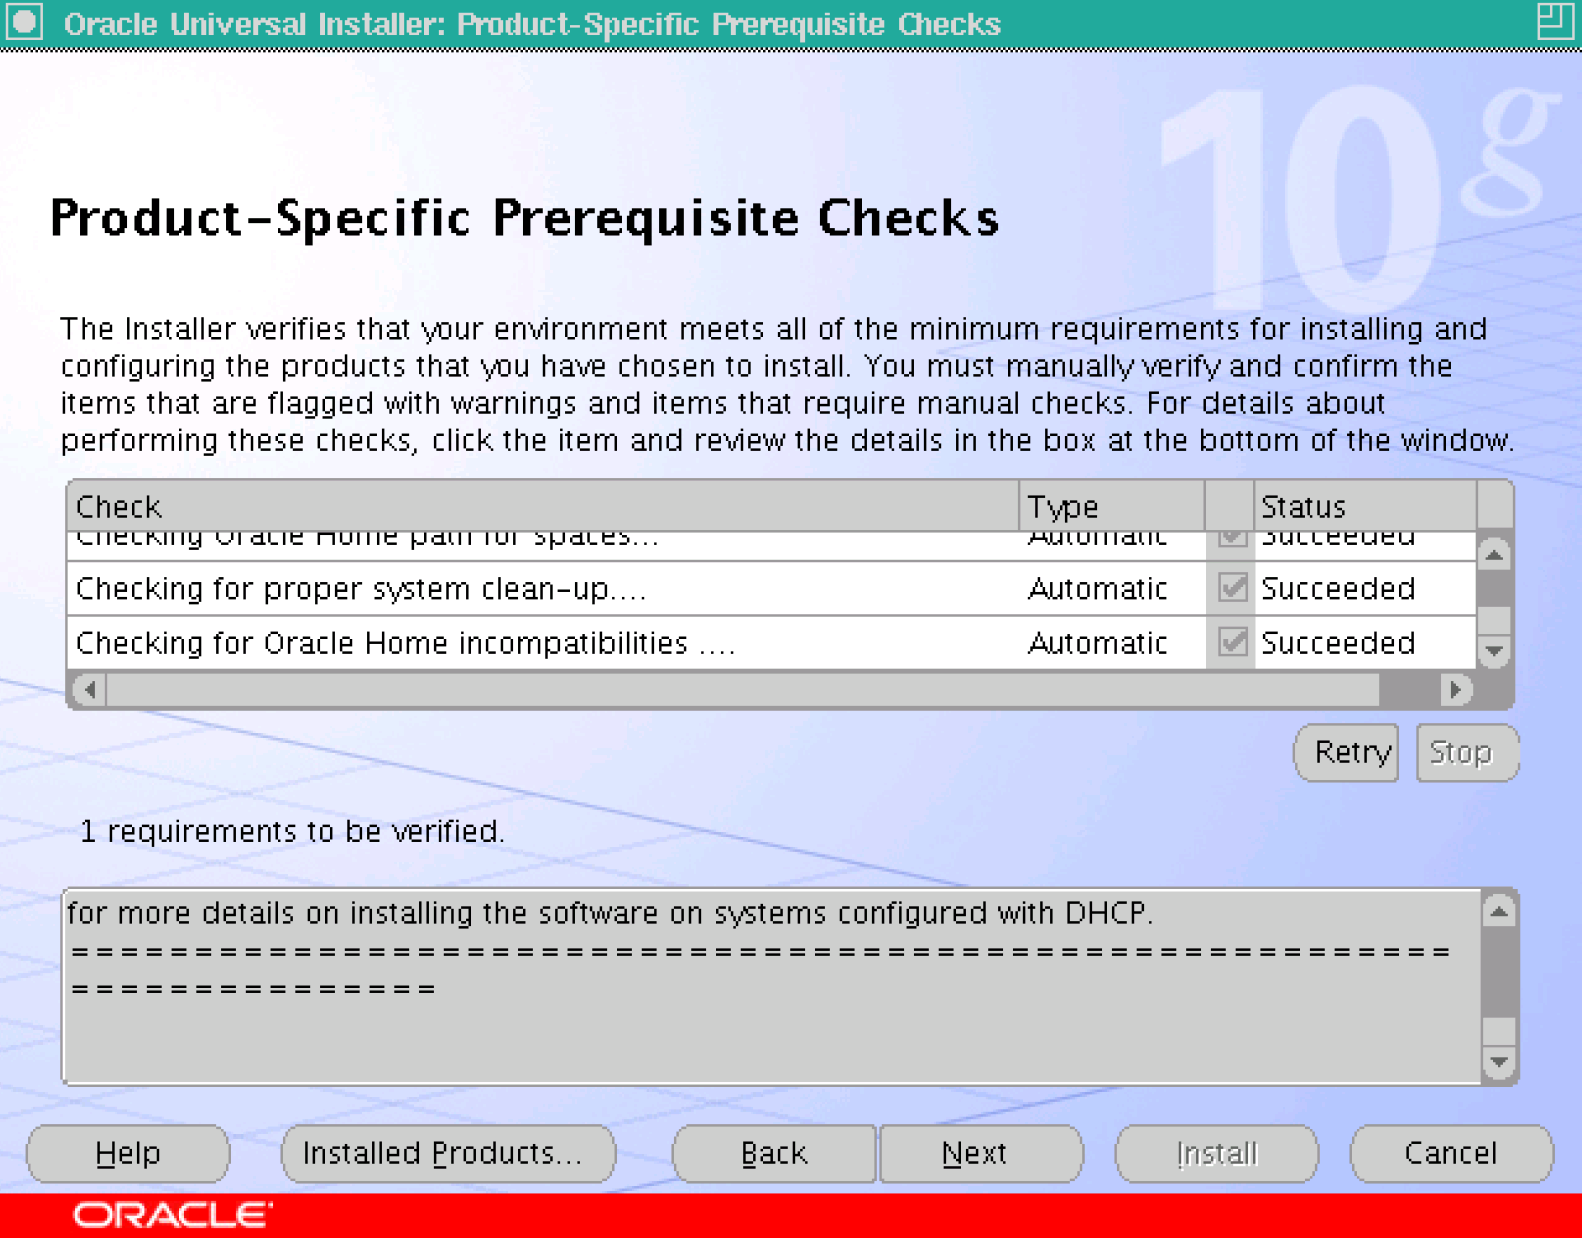 Oracle Universal Installer: Product-Specific Prerequisite Checks
10g
Product-Specific Prerequisite Checks
The Installer verifies that your environment meets all of the minimum requirements for installing and
configuring the products that you have chosen to install. You must manually verify and confirm the
items that are flagged with warnings and items that require manual checks. For details about
performing these checks, click the item and review the details in the box at the bottom of the window.
Check Type Status
Checking Oracle Home path for spaces... Automatic Succeeded
Checking for proper system clean-up.... Automatic Succeeded
Checking for Oracle Home incompatibilities .... Automatic Succeeded
Retry Stop
1 requirements to be verified.
for more details on installing the software on systems configured with DHCP.
========================================================
===============
Help Installed Products... Back Next Install Cancel
ORACLE